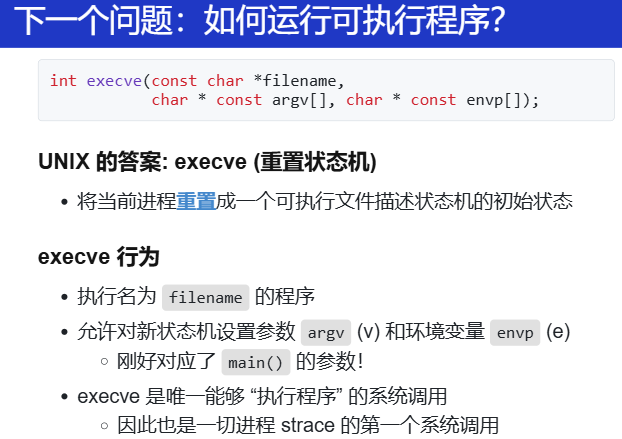 下一个问题：如何运行可执行程序？
int execve(const char *filename,
char * const argv[], char * const envp[]);
UNIX 的答案: execve (重置状态机)
• 将当前进程重置成一个可执行文件描述状态机的初始状态
execve 行为
• 执行名为 filename 的程序
• 允许对新状态机设置参数 argv (v) 和环境变量 envp (e)
◦ 刚好对应了 main() 的参数！
• execve 是唯一能够 “执行程序” 的系统调用
◦ 因此也是一切进程 strace 的第一个系统调用